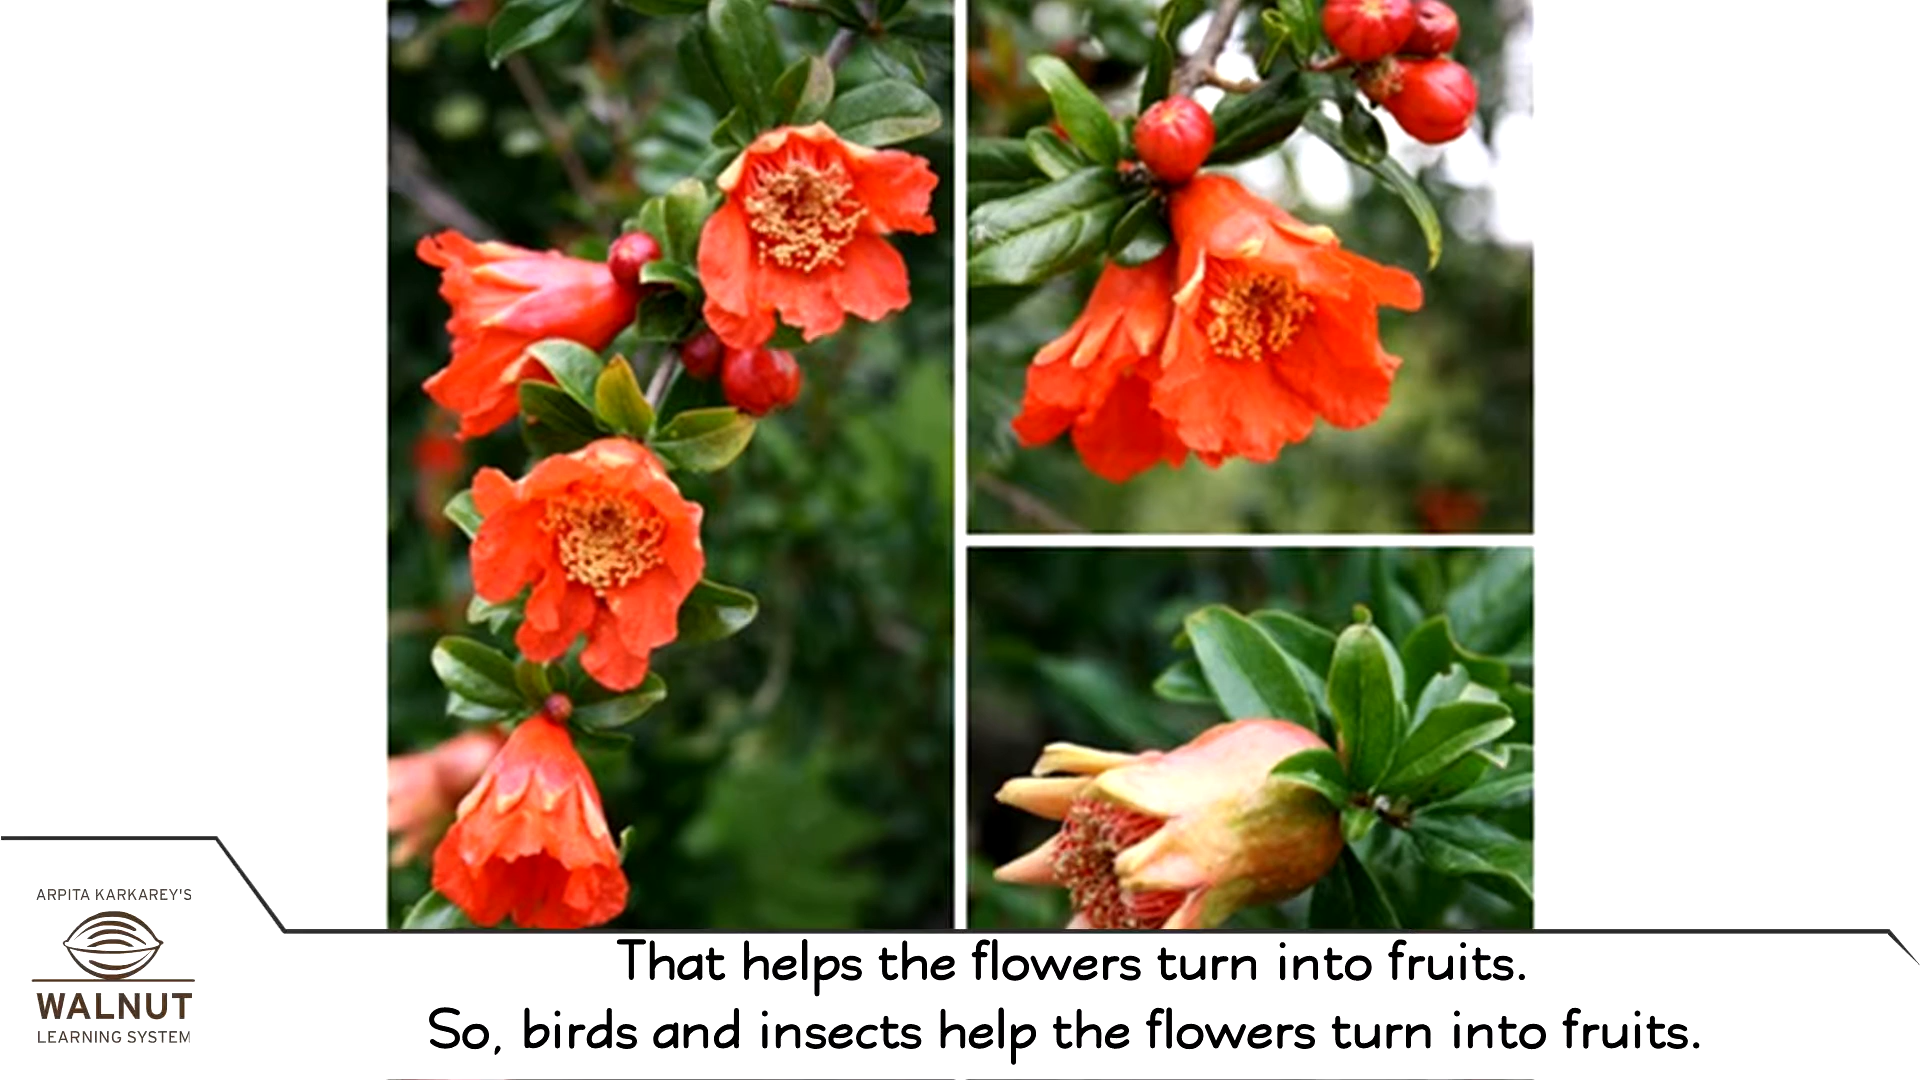 ARPITA KARKAREY'S
WALNUT
LEARNING SYSTEM
That helps the flowers turn into fruits.
So, birds and insects help the flowers turn into fruits.